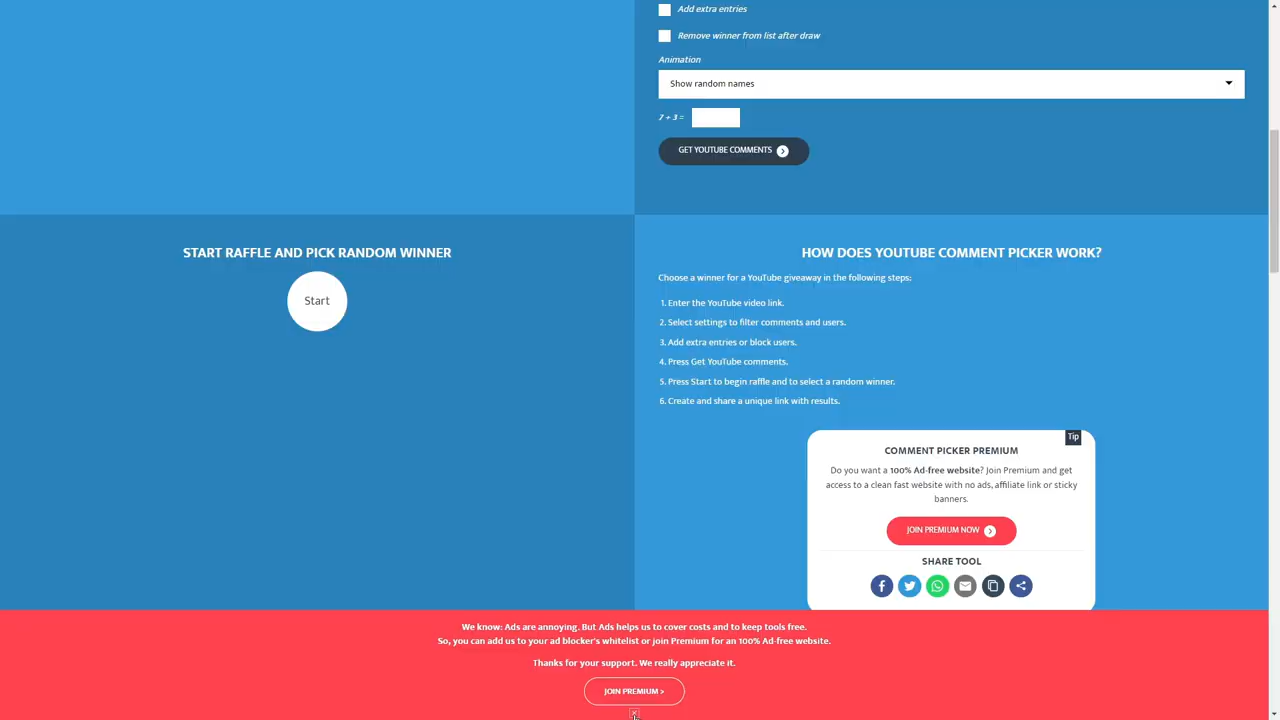 Add extra entries
Remove winner from list after draw
Animation
Show random names
7 + 3 =
GET YOUTUBE COMMENTS
START RAFFLE AND PICK RANDOM WINNER
Start
HOW DOES YOUTUBE COMMENT PICKER WORK?
Choose a winner for a YouTube giveaway in the following steps:
1. Enter the YouTube video link.
2. Select settings to filter comments and users.
3. Add extra entries or block users.
4. Press Get YouTube comments.
5. Press Start to begin raffle and to select a random winner.
6. Create and share a unique link with results.
Tip
COMMENT PICKER PREMIUM
Do you want a 100% Ad-free website? Join Premium and get
access to a clean fast website with no ads, affiliate link or sticky
banners.
JOIN PREMIUM NOW
SHARE TOOL
We know: Ads are annoying. But Ads helps us to cover costs and to keep tools free.
So, you can add us to your ad blocker's whitelist or join Premium for an 100% Ad-free website.
Thanks for your support. We really appreciate it.
JOIN PREMIUM >